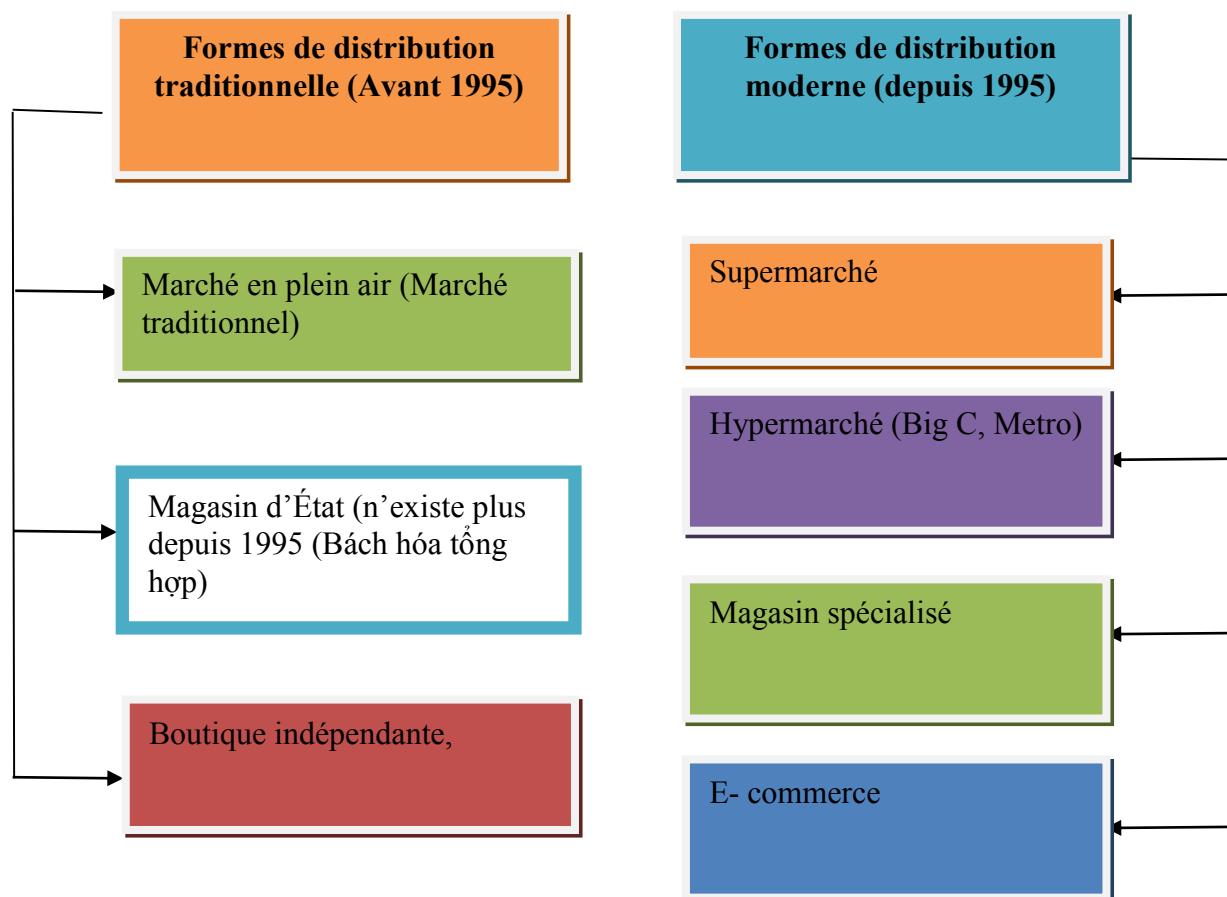 Formes de distribution
traditionnelle (Avant 1995)
Marché en plein air (Marché
traditionnel)
Magasin d’État (n’existe plus
depuis 1995 (Bách hóa tổng
hợp)
Boutique indépendante,
Formes de distribution
moderne (depuis 1995)
Supermarché
Hypermarché (Big C, Metro)
Magasin spécialisé
E- commerce